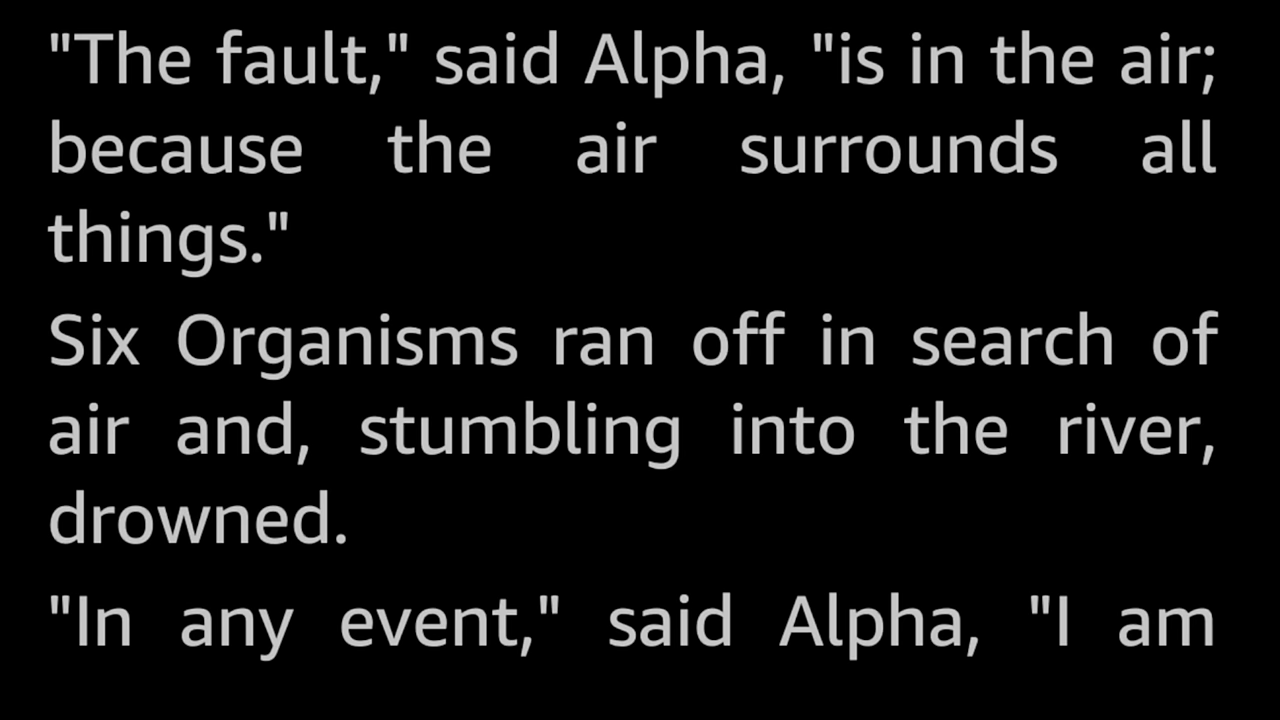 "The fault," said Alpha, "is in the air;
because the air surrounds all
things."
Six Organisms ran off in search of
air and, stumbling into the river,
drowned.
"In any event," said Alpha, "I am